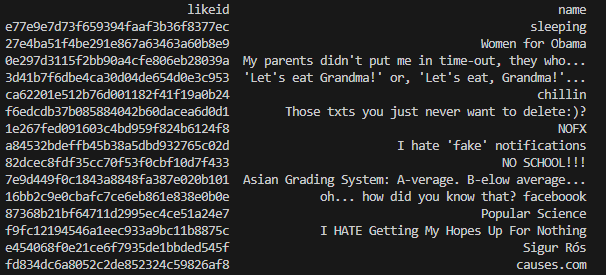 likeid name
e77e9e7d73f659394faaf3b36f8377ec sleeping
27e4ba51f4be291e867a63463a60b8e9 Women for Obama
0e297d3115f2bb90a4cfe806eb28039a My parents didn't put me in time-out, they who...
3d41b7f6dbe4ca30d04de654d0e3c953 'Let's eat Grandma!' or, 'Let's eat, Grandma!'...
ca62201e512b76d001182f41f19a0b24 chillin
f6edcdb37b085884042b60dacea6d0d1 Those txts you just never want to delete:)?
1e267fed091603c4bd959f824b6124f8 NOFX
a84532bdeffb45b38a5dbd932765c02d I hate 'fake' notifications
82dcec8fdf35cc70f53f0cbf10d7f433 NO SCHOOL!!!
7e9d449f0c1843a8848fa387e020b101 Asian Grading System: A-verage. B-elow average...
16bb2c9e0cbafc7ce6eb861e838e0b0e oh... how did you know that? faceboook
87368b21bf64711d2995ec4ce51a24e7 Popular Science
f9fc12194546a1eec933a9bc11b8875c I HATE Getting My Hopes Up For Nothing
e454068f0e21ce6f7935de1bbded545f Sigur Rós
fd834dc6a8052c2de852324c59826af8 causes.com